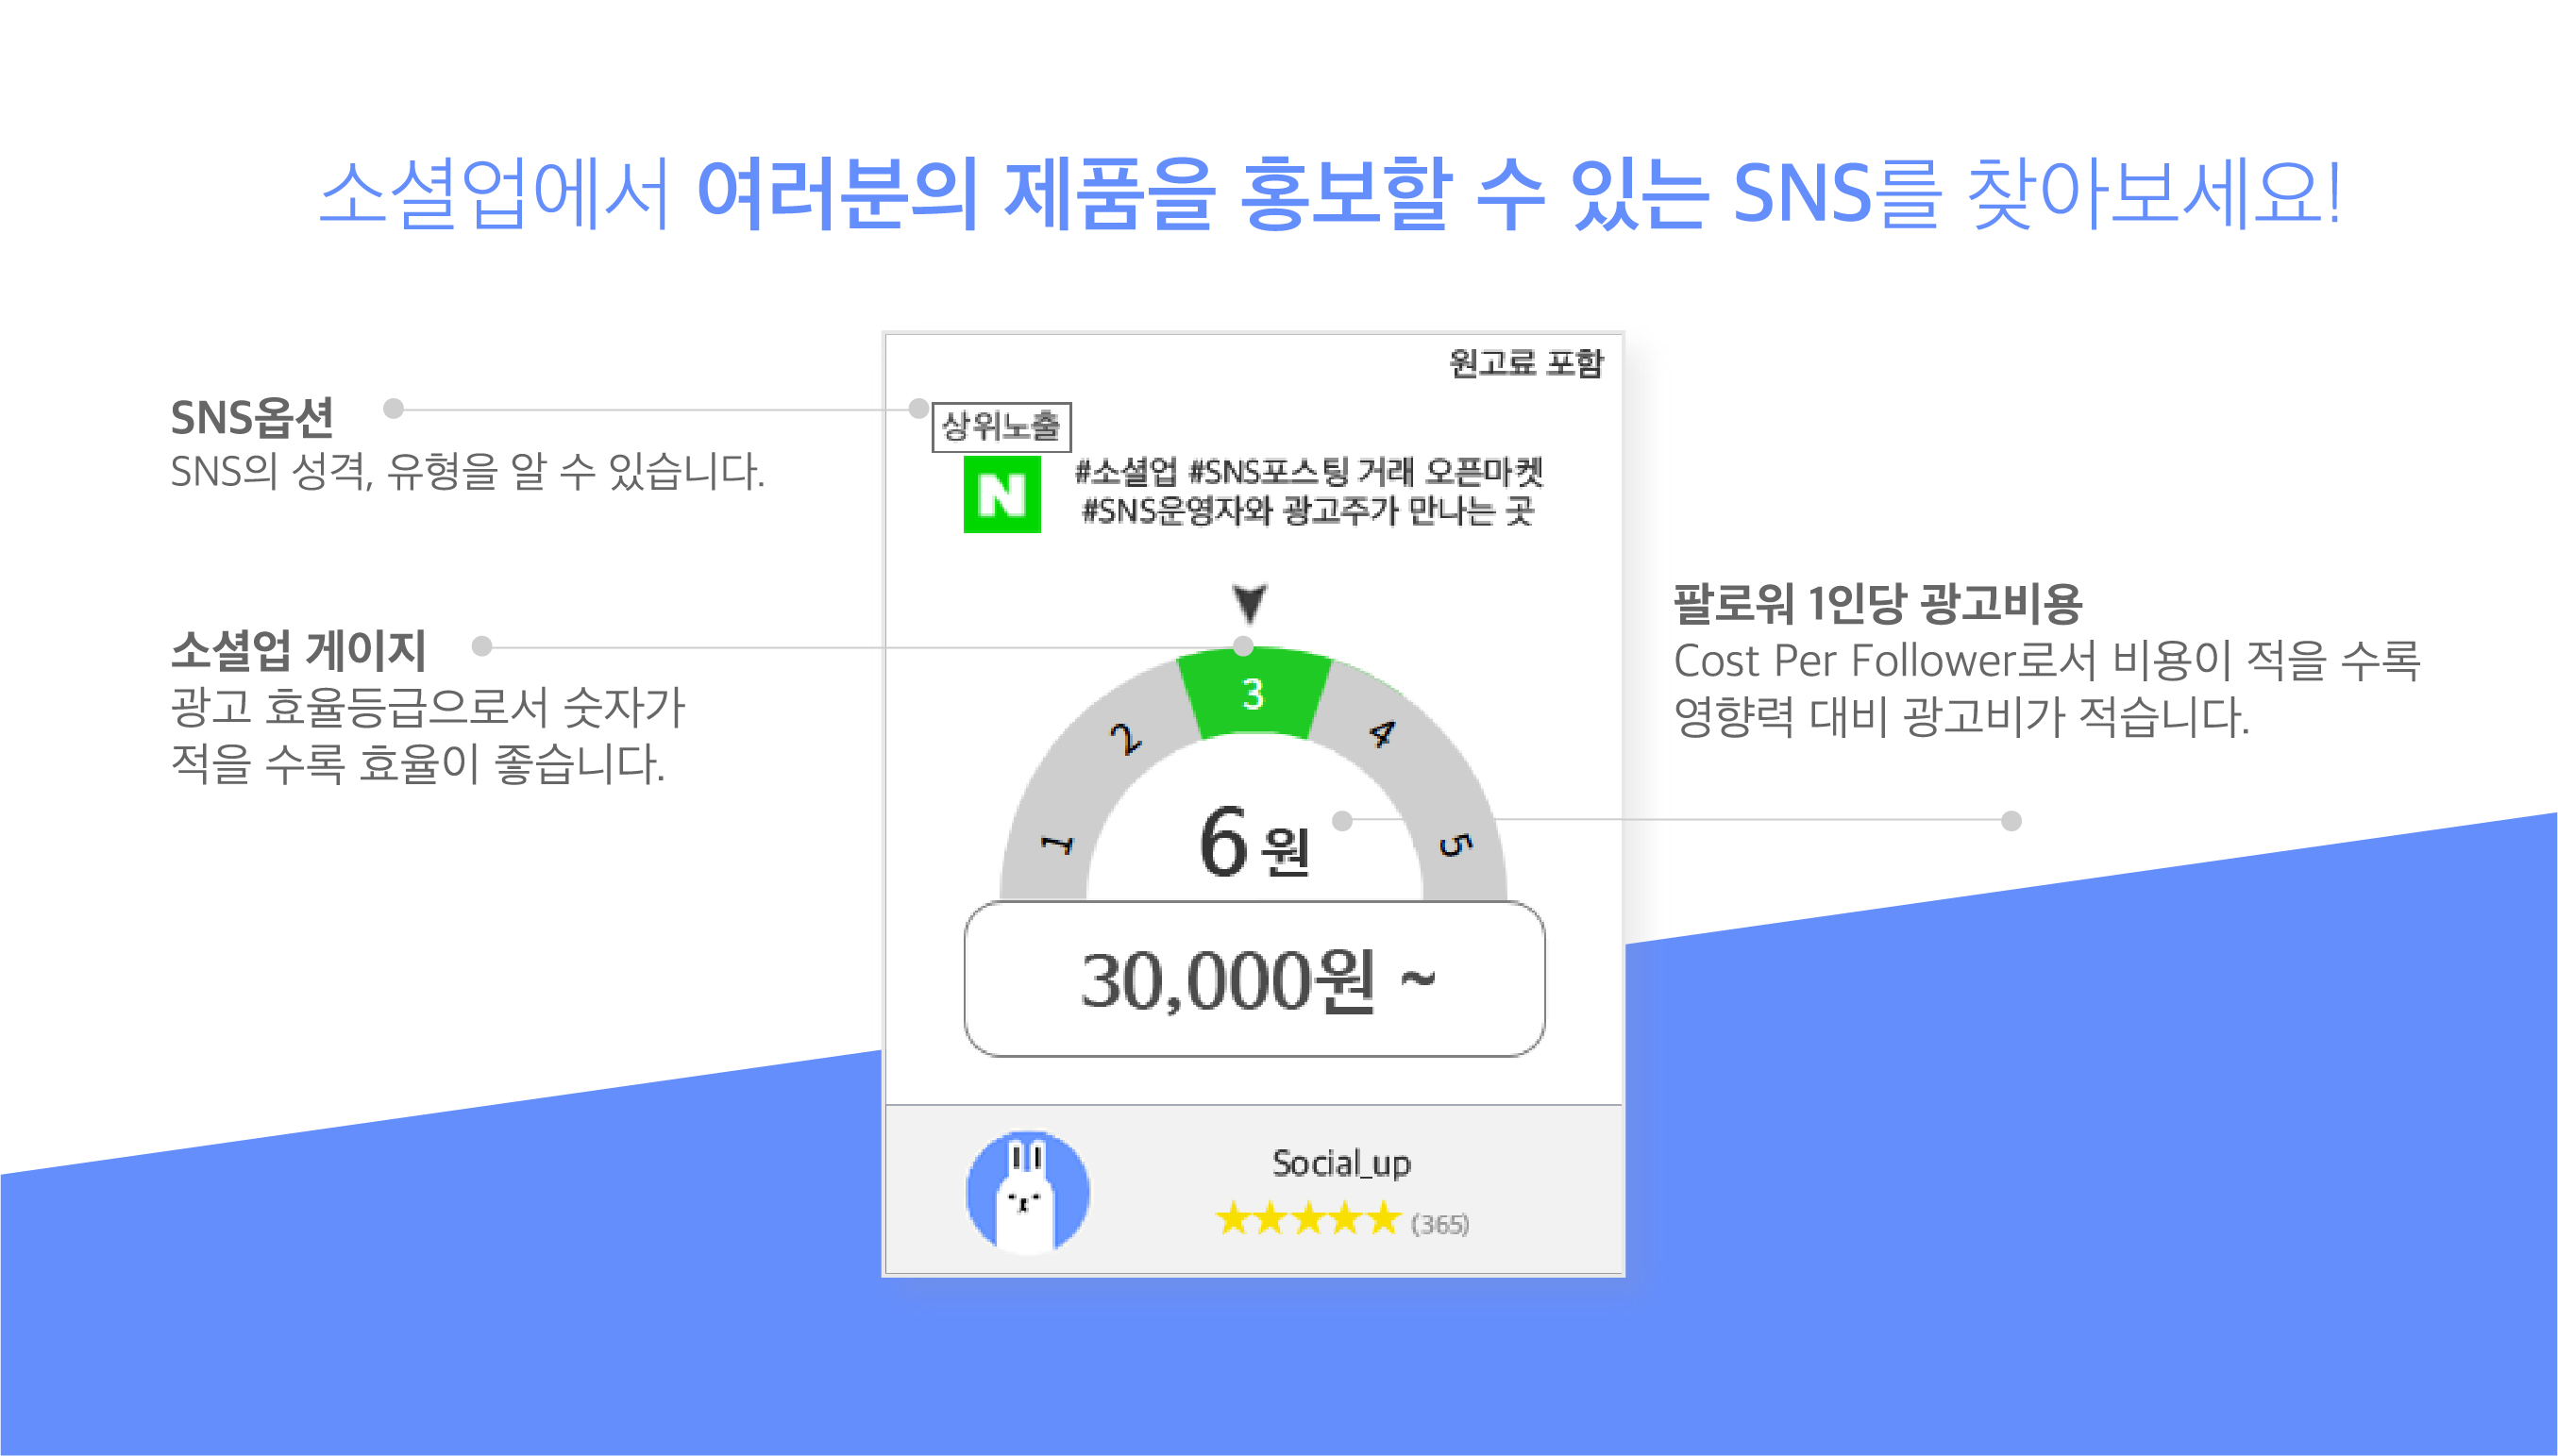 소셜업에서 여러분의 제품을 홍보할 수 있는 SNS를 찾아보세요!
SNS옵션
SNS의 성격, 유형을 알 수 있습니다.
소셜업 게이지
광고 효율등급으로서 숫자가
적을 수록 효율이 좋습니다.
원고료 포함
상위노출
N
#소셜업 #SNS포스팅 거래 오픈마켓
#SNS운영자와 광고주가 만나는 곳
1
2
3
4
5
6 원
30,000원 ~
Social_up
★★★★★ (365)
팔로워 1인당 광고비용
Cost Per Follower로서 비용이 적을 수록
영향력 대비 광고비가 적습니다.